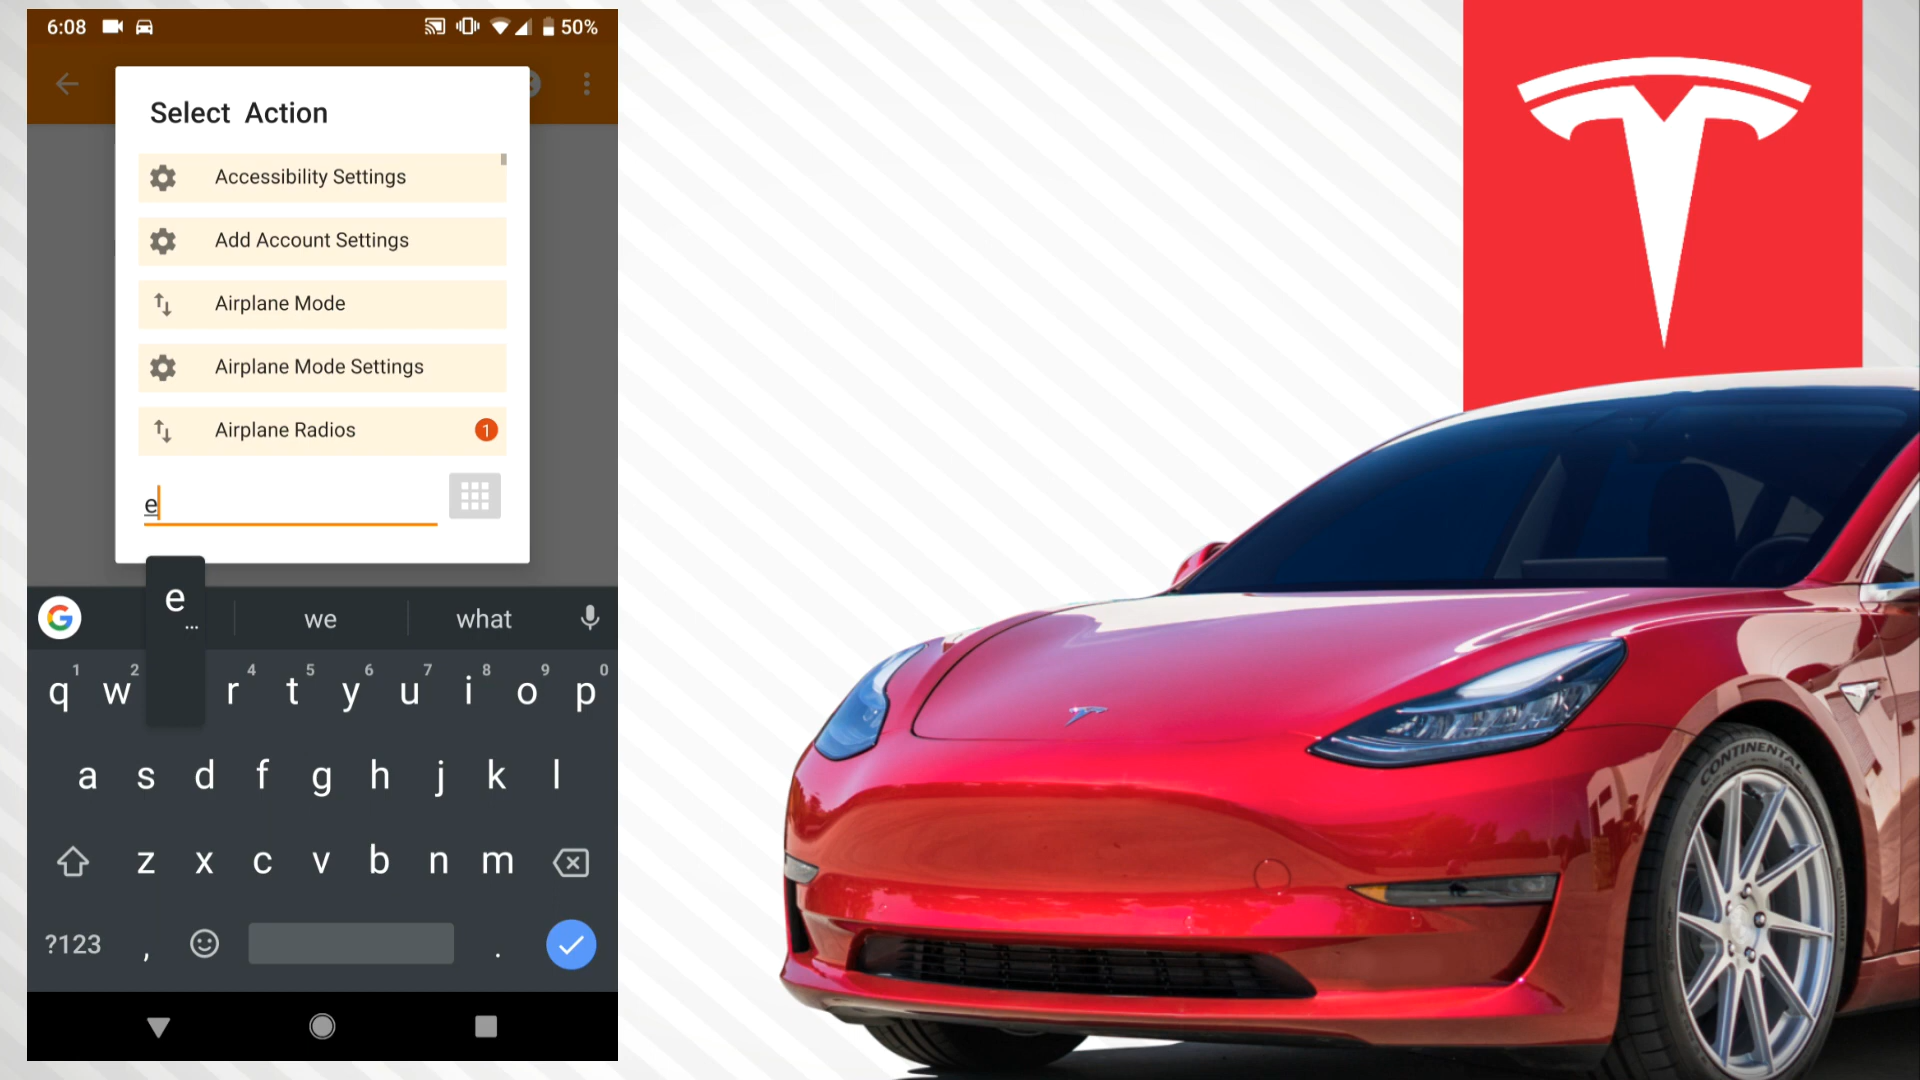 6:08
50%
Select Action
Accessibility Settings
Add Account Settings
Airplane Mode
Airplane Mode Settings
Airplane Radios
1
e
e
...
we
what
1 2 4 5 6 7 8 9 0
q w r t y u i o p
a s d f g h j k l
z x c v b n m
?123 , .
CONTINENTAL